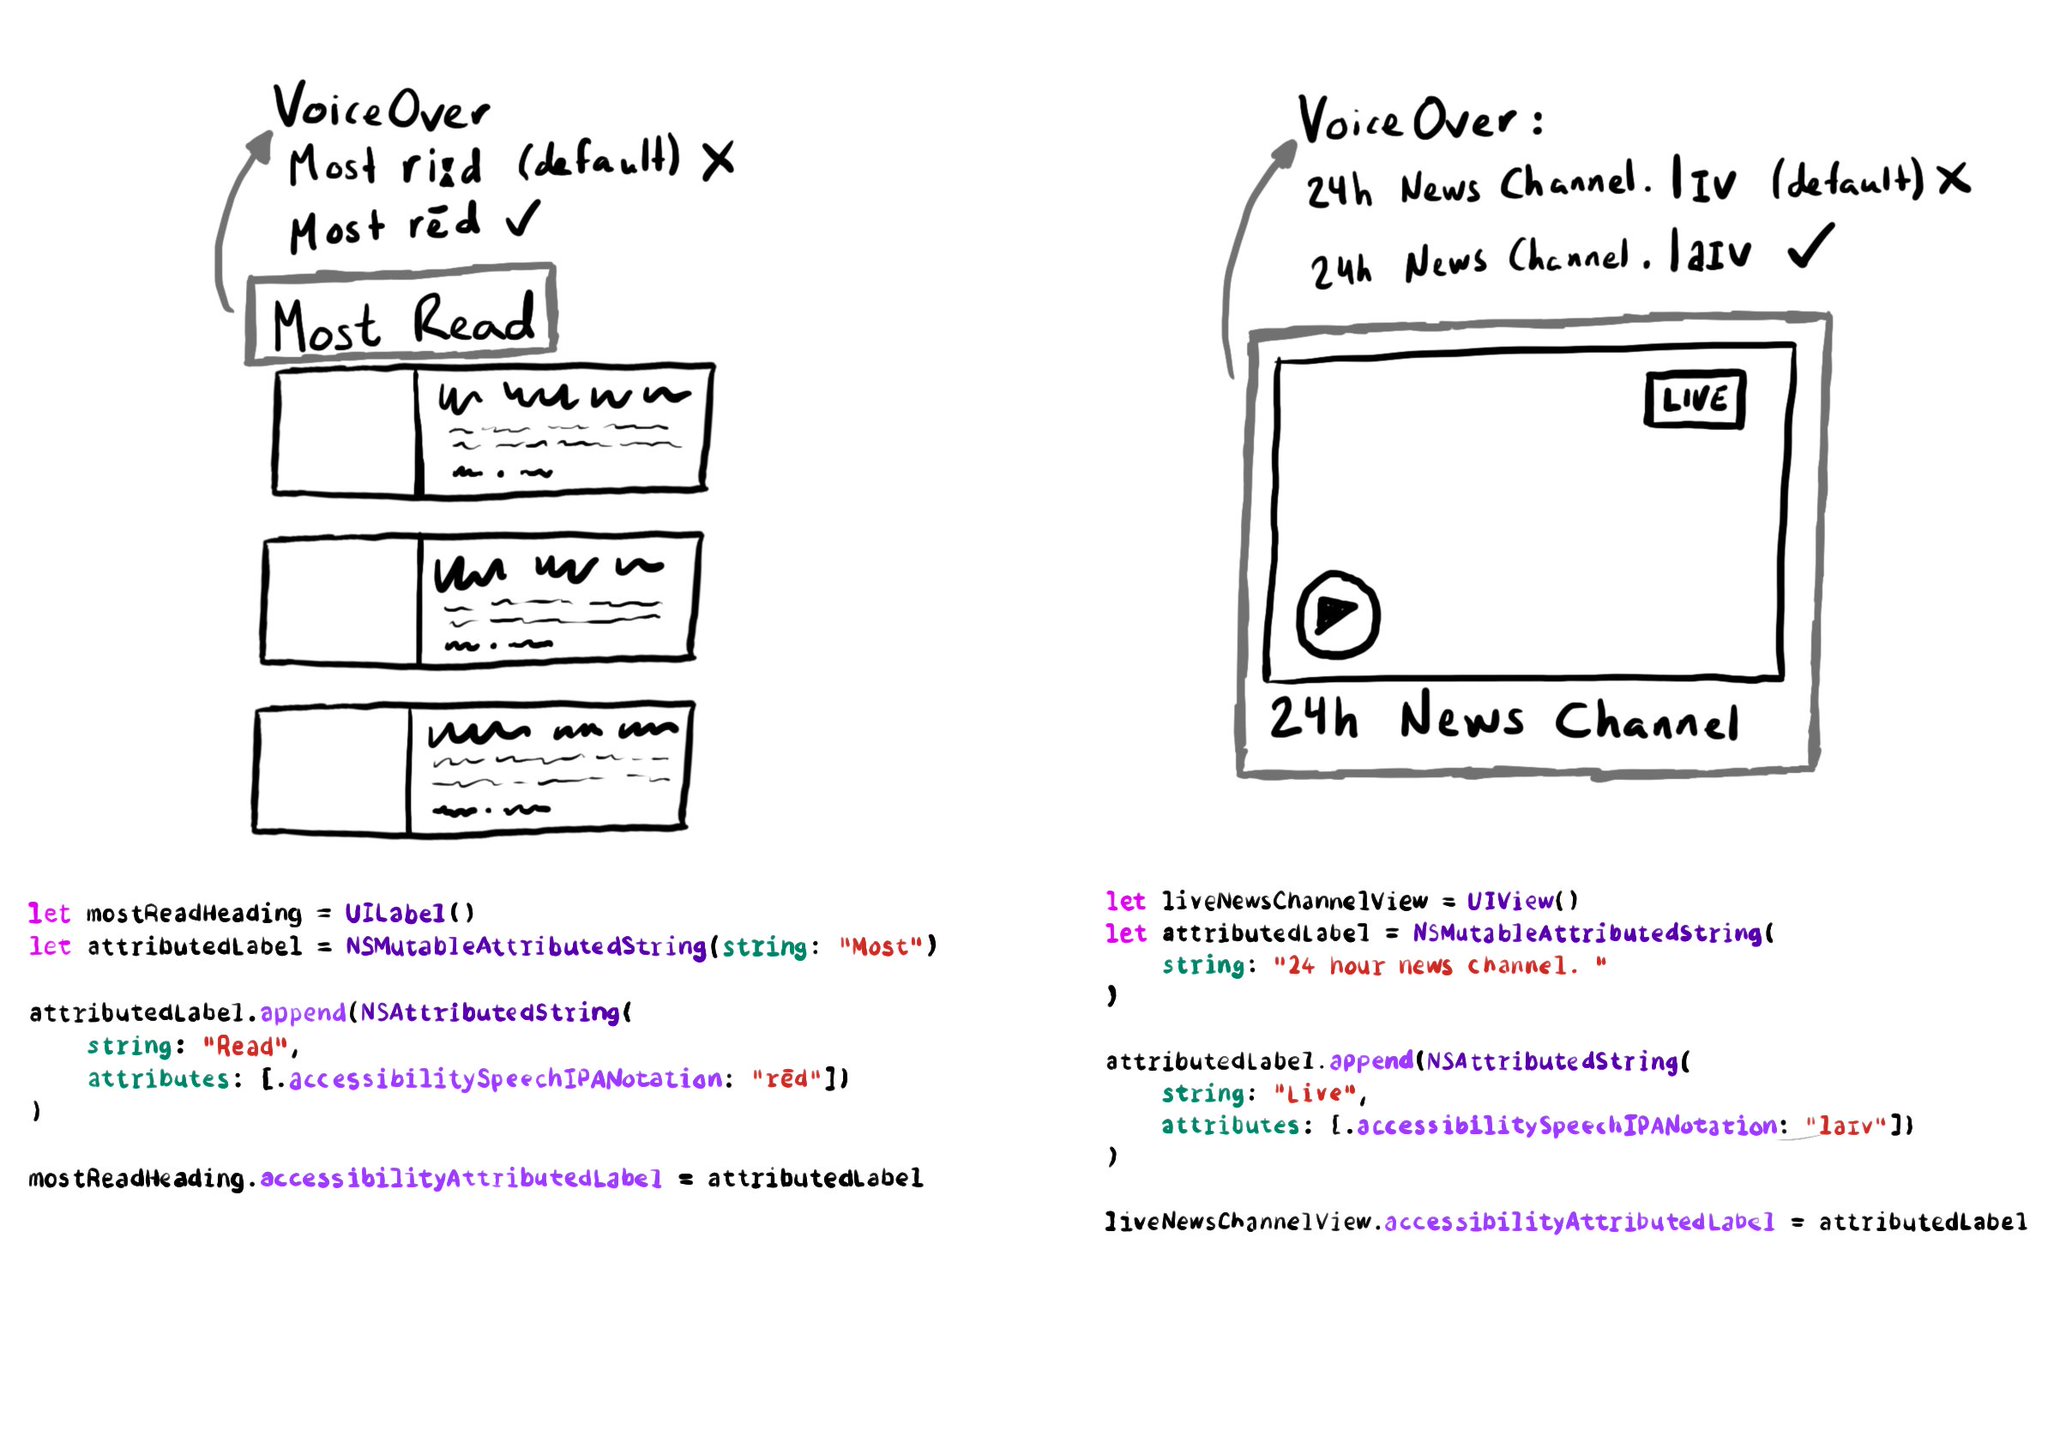 VoiceOver
Most riːd (default) X
Most rēd ✓
Most Read
let mostReadHeading = UILabel()
let attributedLabel = NSMutableAttributedString(string: "Most")
attributedLabel.append(NSAttributedString(
string: "Read",
attributes: [.accessibilitySpeechIPANotation: "rēd"])
)
mostReadHeading.accessibilityAttributedLabel = attributedLabel
VoiceOver:
24h News Channel. lɪv (default) X
24h News Channel. laɪv ✓
LIVE
24h News Channel
let liveNewsChannelView = UIView()
let attributedLabel = NSMutableAttributedString(
string: "24 hour news channel. "
)
attributedLabel.append(NSAttributedString(
string: "Live",
attributes: [.accessibilitySpeechIPANotation: "laɪv"])
)
liveNewsChannelView.accessibilityAttributedLabel = attributedLabel